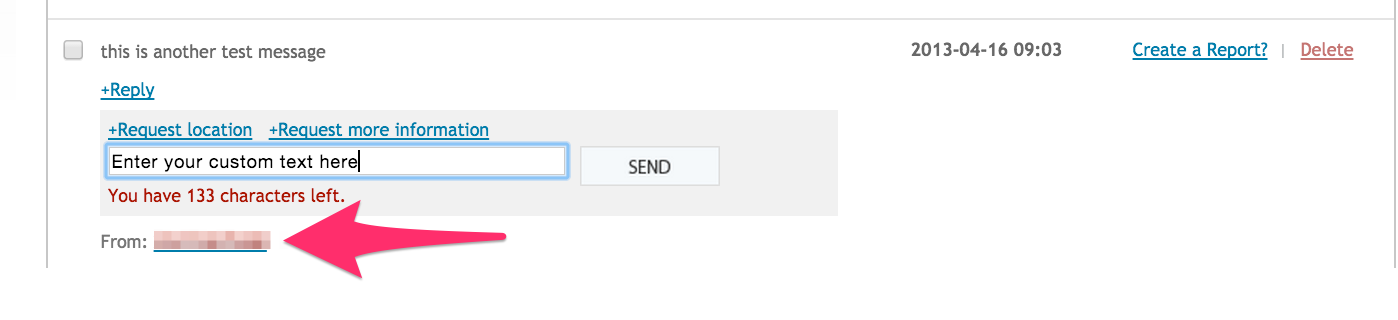 this is another test message 2013-04-16 09:03 Create a Report? | Delete
+Reply
+Request location +Request more information
Enter your custom text here SEND
You have 133 characters left.
From: